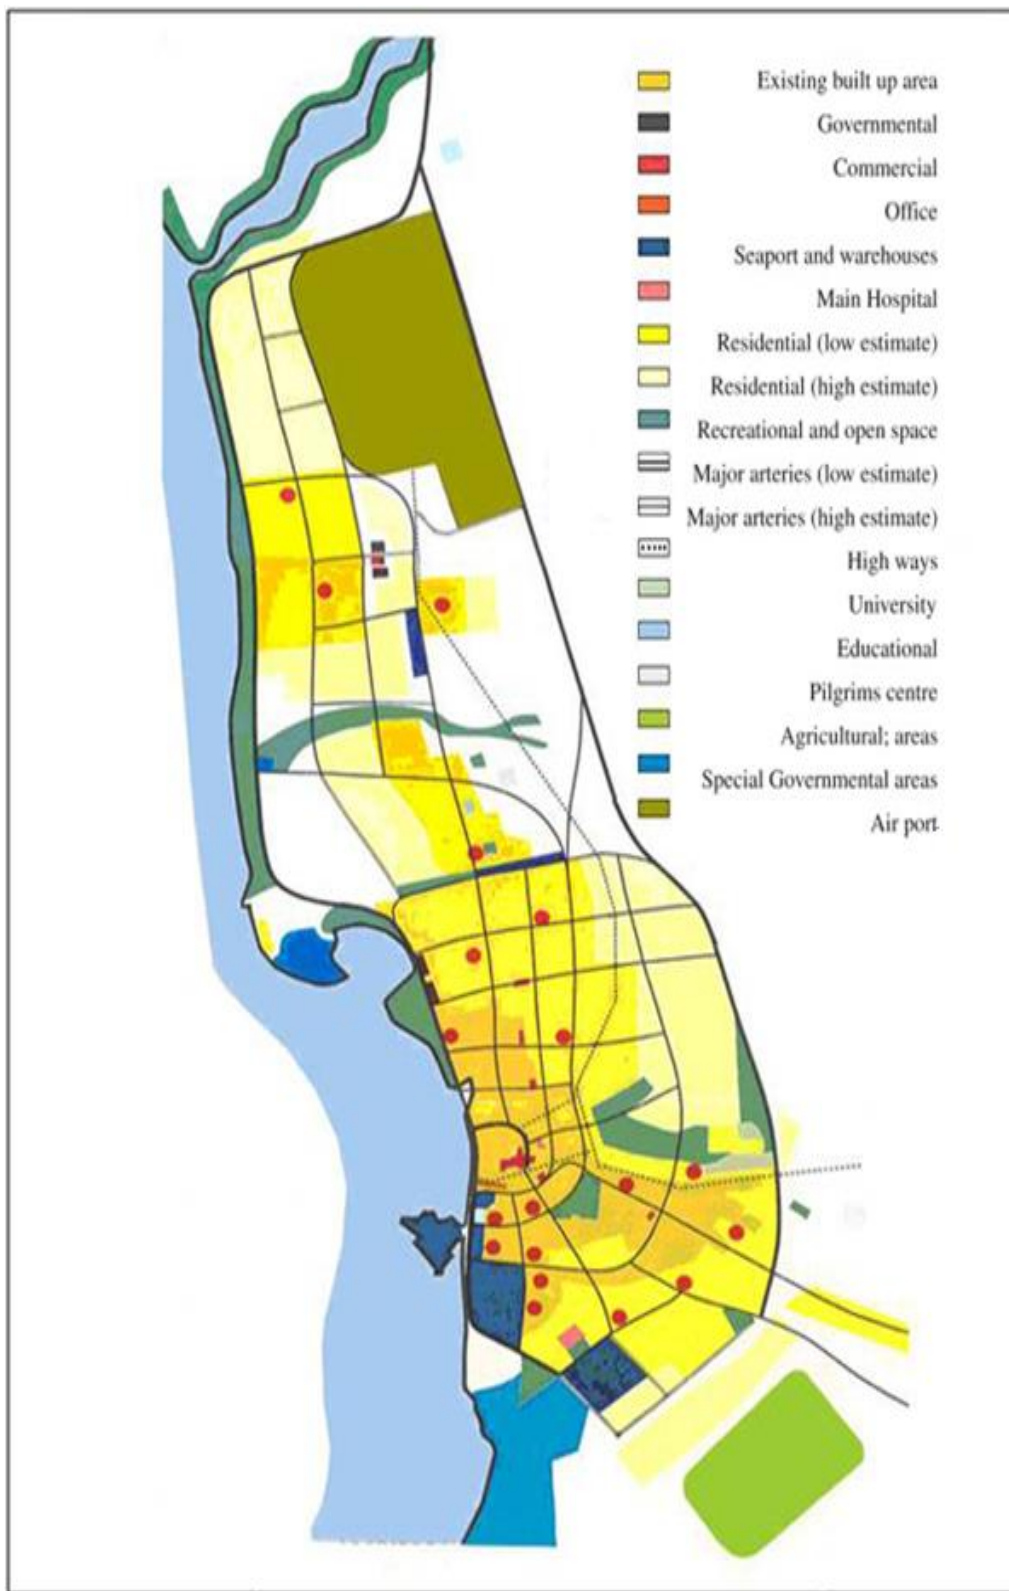 Existing built up area
Governmental
Commercial
Office
Seaport and warehouses
Main Hospital
Residential (low estimate)
Residential (high estimate)
Recreational and open space
Major arteries (low estimate)
Major arteries (high estimate)
High ways
University
Educational
Pilgrims centre
Agricultural; areas
Special Governmental areas
Air port